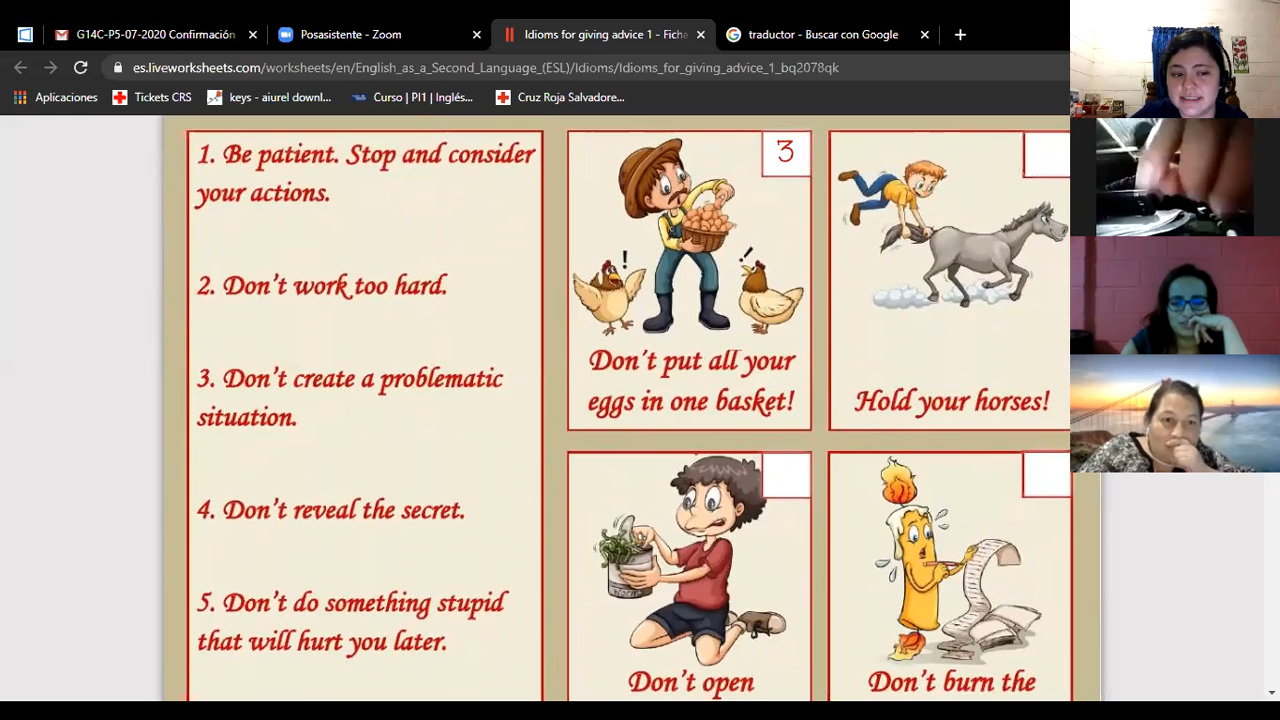 G14C-P5-07-2020 Confirmación
Posasistente - Zoom
Idioms for giving advice 1 - Ficha
traductor - Buscar con Google
es.liveworksheets.com/worksheets/en/English_as_a_Second_Language_(ESL)/Idioms/Idioms_for_giving_advice_1_bq2078qk
Aplicaciones
Tickets CRS
keys - aiurel downl...
Curso | PI1 | Inglés...
Cruz Roja Salvadore...
1. Be patient. Stop and consider
your actions.
2. Don't work too hard.
3. Don't create a problematic
situation.
4. Don't reveal the secret.
5. Don't do something stupid
that will hurt you later.
3
Don't put all your
eggs in one basket!
Hold your horses!
Don't open
Don't burn the